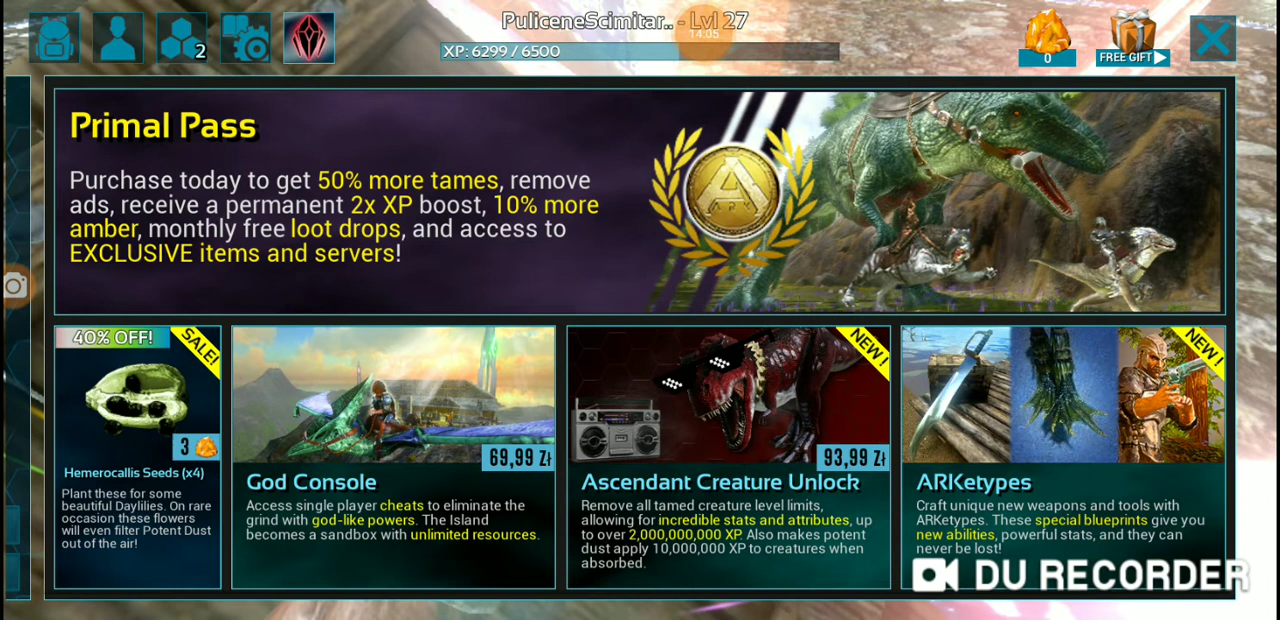 PuliceneScimitar.. - Lvl 27
14:05
XP: 6299 / 6500
2
0
FREE GIFT
Primal Pass
Purchase today to get 50% more tames, remove
ads, receive a permanent 2x XP boost, 10% more
amber, monthly free loot drops, and access to
EXCLUSIVE items and servers!
A
ARK
40% OFF!
SALE!
3
Hemerocallis Seeds (x4)
Plant these for some
beautiful Daylilies. On rare
occasion these flowers
will even filter Potent Dust
out of the air!
69,99 Zł
God Console
Access single player cheats to eliminate the
grind with god-like powers. The Island
becomes a sandbox with unlimited resources.
NEW!
93,99 Zł
Ascendant Creature Unlock
Remove all tamed creature level limits,
allowing for incredible stats and attributes, up
to over 2,000,000,000 XP. Also makes potent
dust apply 10,000,000 XP to creatures when
absorbed.
NEW!
ARKetypes
Craft unique new weapons and tools with
ARKetypes. These special blueprints give you
new abilities, powerful stats, and they can
never be lost!
DU RECORDER